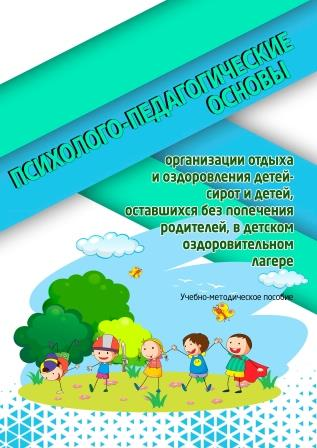 ПСИХОЛОГО-ПЕДАГОГИЧЕСКИЕ
ОСНОВЫ
организации отдыха
и оздоровления детей-
сирот и детей,
оставшихся без попечения
родителей, в детском
оздоровительном
лагере
Учебно-методическое пособие